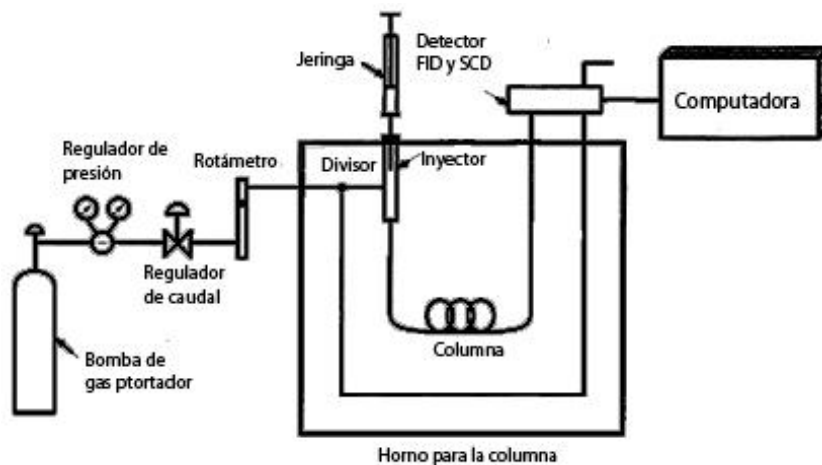 Jeringa
Detector
FID y SCD
Computadora
Regulador de
presión
Rotámetro
Divisor
Inyector
Regulador
de caudal
Columna
Bomba de
gas ptortador
Horno para la columna